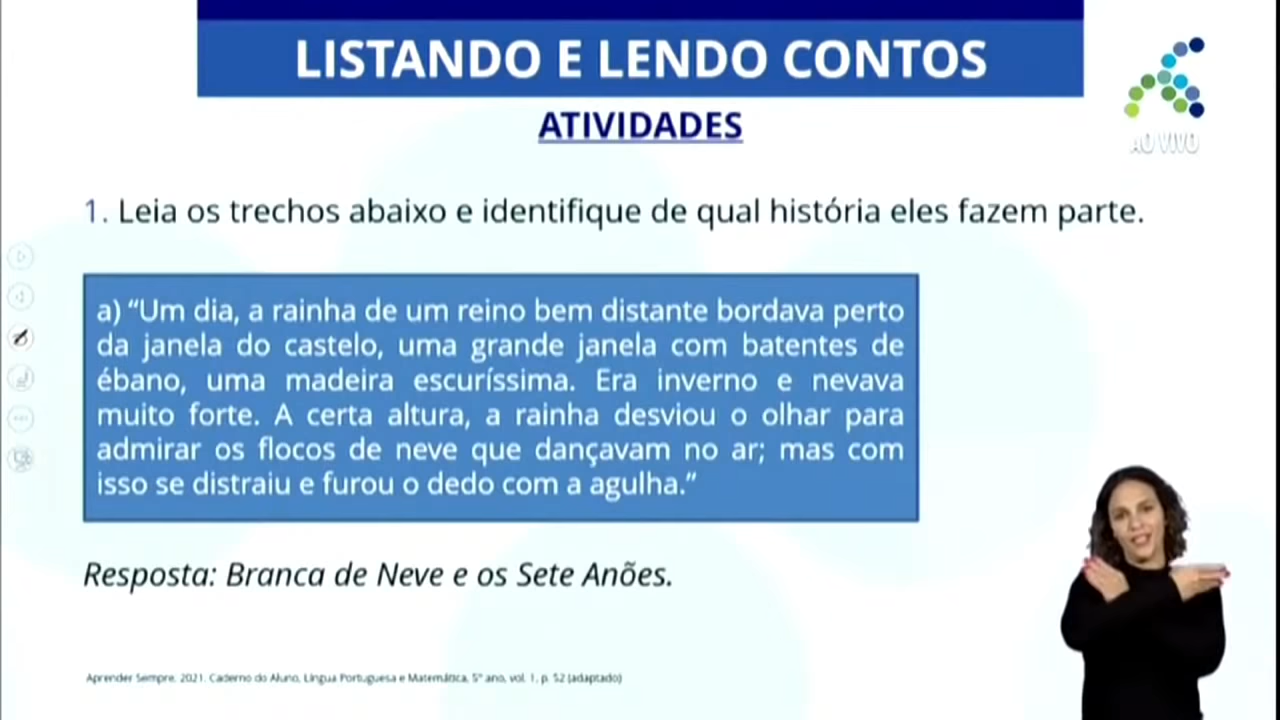 LISTANDO E LENDO CONTOS
AO VIVO
ATIVIDADES
1. Leia os trechos abaixo e identifique de qual história eles fazem parte.
a) “Um dia, a rainha de um reino bem distante bordava perto
da janela do castelo, uma grande janela com batentes de
ébano, uma madeira escuríssima. Era inverno e nevava
muito forte. A certa altura, a rainha desviou o olhar para
admirar os flocos de neve que dançavam no ar; mas com
isso se distraiu e furou o dedo com a agulha.”
Resposta: Branca de Neve e os Sete Anões.
Aprender Sempre, 2021. Caderno do Aluno, Língua Portuguesa e Matemática, 5° ano, vol. 1, p. 52 (adaptado)